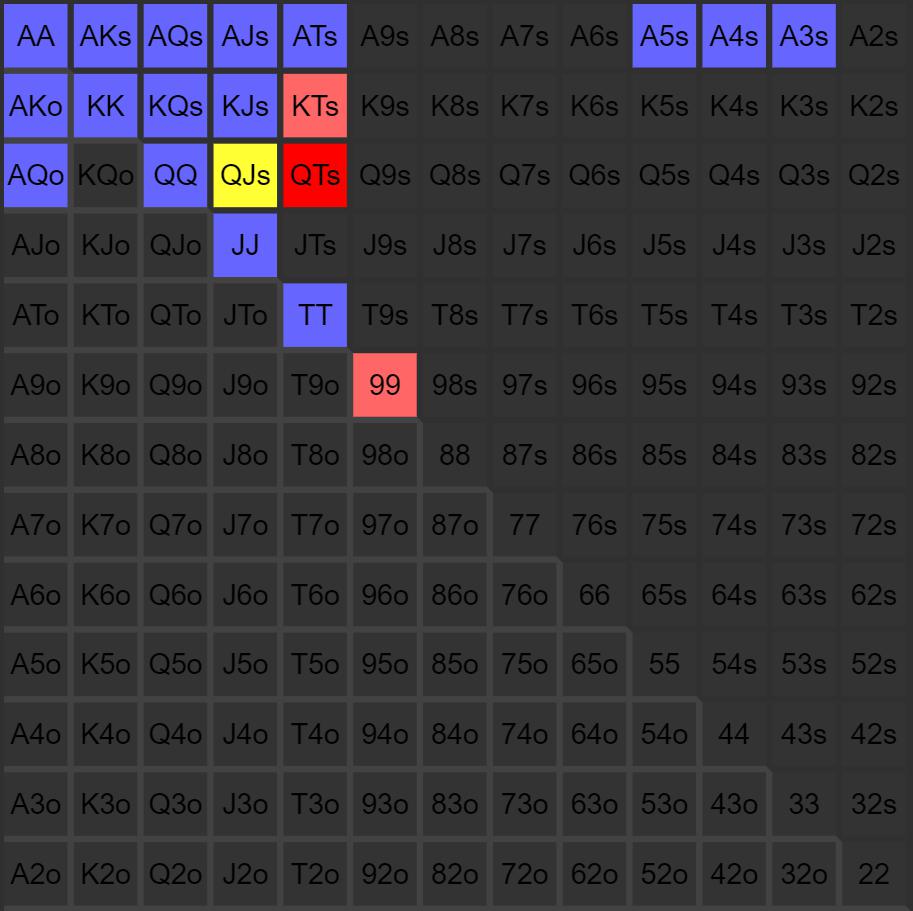 AA AKs AQs AJs ATs A9s A8s A7s A6s A5s A4s A3s A2s
AKo KK KQs KJs KTs K9s K8s K7s K6s K5s K4s K3s K2s
AQo KQo QQ QJs QTs Q9s Q8s Q7s Q6s Q5s Q4s Q3s Q2s
AJo KJo QJo JJ JTs J9s J8s J7s J6s J5s J4s J3s J2s
ATo KTo QTo JTo TT T9s T8s T7s T6s T5s T4s T3s T2s
A9o K9o Q9o J9o T9o 99 98s 97s 96s 95s 94s 93s 92s
A8o K8o Q8o J8o T8o 98o 88 87s 86s 85s 84s 83s 82s
A7o K7o Q7o J7o T7o 97o 87o 77 76s 75s 74s 73s 72s
A6o K6o Q6o J6o T6o 96o 86o 76o 66 65s 64s 63s 62s
A5o K5o Q5o J5o T5o 95o 85o 75o 65o 55 54s 53s 52s
A4o K4o Q4o J4o T4o 94o 84o 74o 64o 54o 44 43s 42s
A3o K3o Q3o J3o T3o 93o 83o 73o 63o 53o 43o 33 32s
A2o K2o Q2o J2o T2o 92o 82o 72o 62o 52o 42o 32o 22